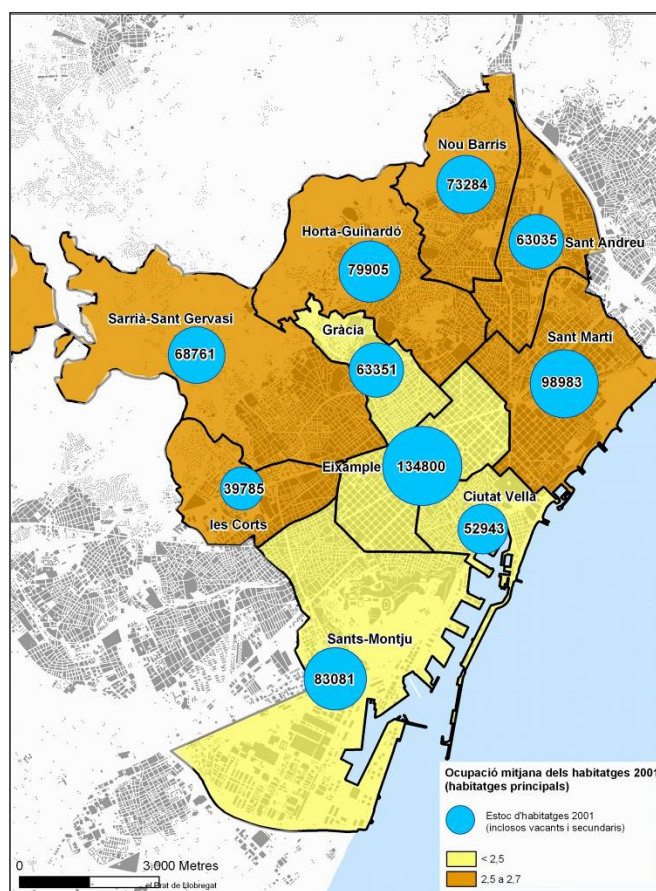 Nou Barris
73284
Horta-Guinardó
79905
63035
Sant Andreu
Sarrià-Sant Gervasi
68761
Gràcia
63351
Sant Martí
98983
Eixample
134800
39785
les Corts
Ciutat Vella
52943
Sants-Montju
83081
Ocupació mitjana dels habitatges 2001
(habitatges principals)
Estoc d'habitatges 2001
(inclosos vacants i secundaris)
< 2,5
2,5 a 2,7
0 3.000 Metres
el Prat de Llobregat